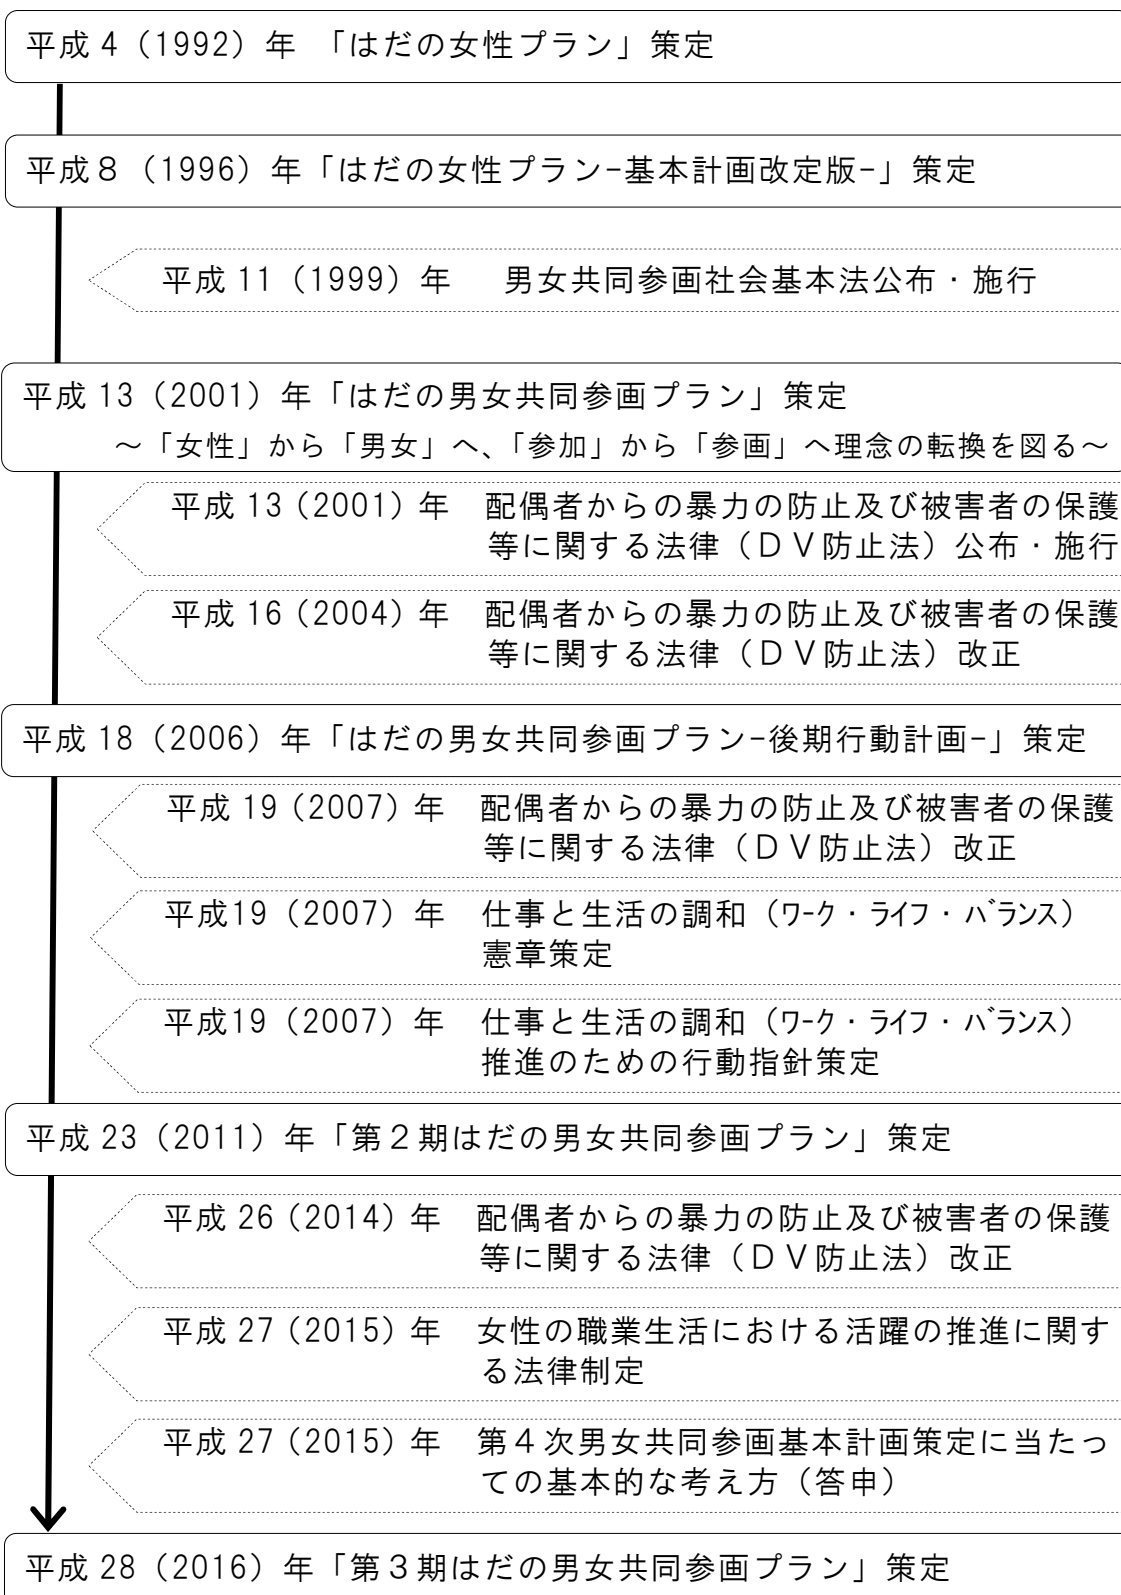 平成 4（1992）年 「はだの女性プラン」策定
平成８（1996）年「はだの女性プラン-基本計画改定版-」策定
平成 11（1999）年　男女共同参画社会基本法公布・施行
平成 13（2001）年「はだの男女共同参画プラン」策定
～「女性」から「男女」へ、「参加」から「参画」へ理念の転換を図る～
平成 13（2001）年　配偶者からの暴力の防止及び被害者の保護
等に関する法律（ＤＶ防止法）公布・施行
平成 16（2004）年　配偶者からの暴力の防止及び被害者の保護
等に関する法律（ＤＶ防止法）改正
平成 18（2006）年「はだの男女共同参画プラン-後期行動計画-」策定
平成 19（2007）年　配偶者からの暴力の防止及び被害者の保護
等に関する法律（ＤＶ防止法）改正
平成19（2007）年　仕事と生活の調和（ﾜｰｸ・ﾗｲﾌ・ﾊﾞﾗﾝｽ）
憲章策定
平成19（2007）年　仕事と生活の調和（ﾜｰｸ・ﾗｲﾌ・ﾊﾞﾗﾝｽ）
推進のための行動指針策定
平成 23（2011）年「第２期はだの男女共同参画プラン」策定
平成 26（2014）年　配偶者からの暴力の防止及び被害者の保護
等に関する法律（ＤＶ防止法）改正
平成 27（2015）年　女性の職業生活における活躍の推進に関す
る法律制定
平成 27（2015）年　第４次男女共同参画基本計画策定に当たっ
ての基本的な考え方（答申）
平成 28（2016）年「第３期はだの男女共同参画プラン」策定